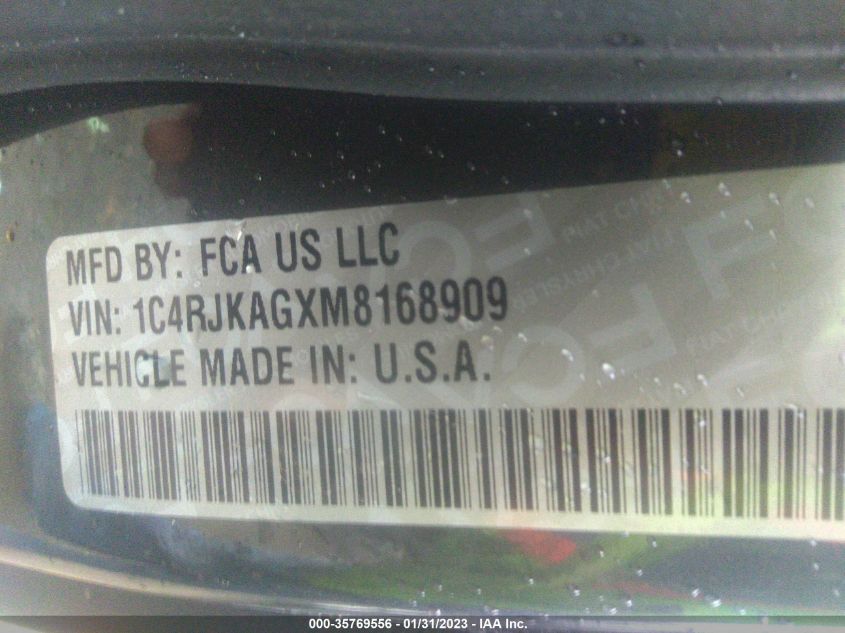 MFD BY: FCA US LLC
VIN: 1C4RJKAGXM8168909
VEHICLE MADE IN: U.S.A.
000-35769556 - 01/31/2023 - IAA Inc.